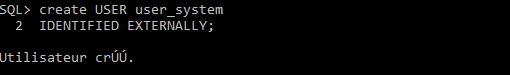 SQL> create USER user_system
  2  IDENTIFIED EXTERNALLY;
Utilisateur crÚÚ.